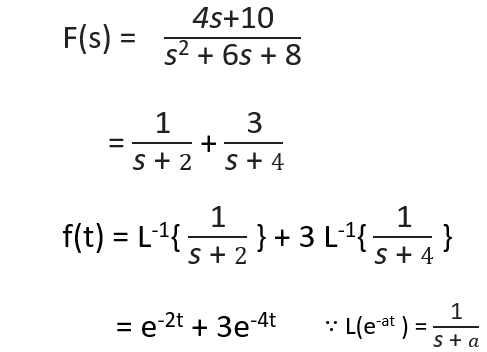 F(s) = 4s+10 / s² + 6s + 8
= 1 / s + 2 + 3 / s + 4
f(t) = L⁻¹{ 1 / s + 2 } + 3 L⁻¹{ 1 / s + 4 }
= e⁻²ᵗ + 3e⁻⁴ᵗ ∵ L(e⁻ᵃᵗ ) = 1 / s + a